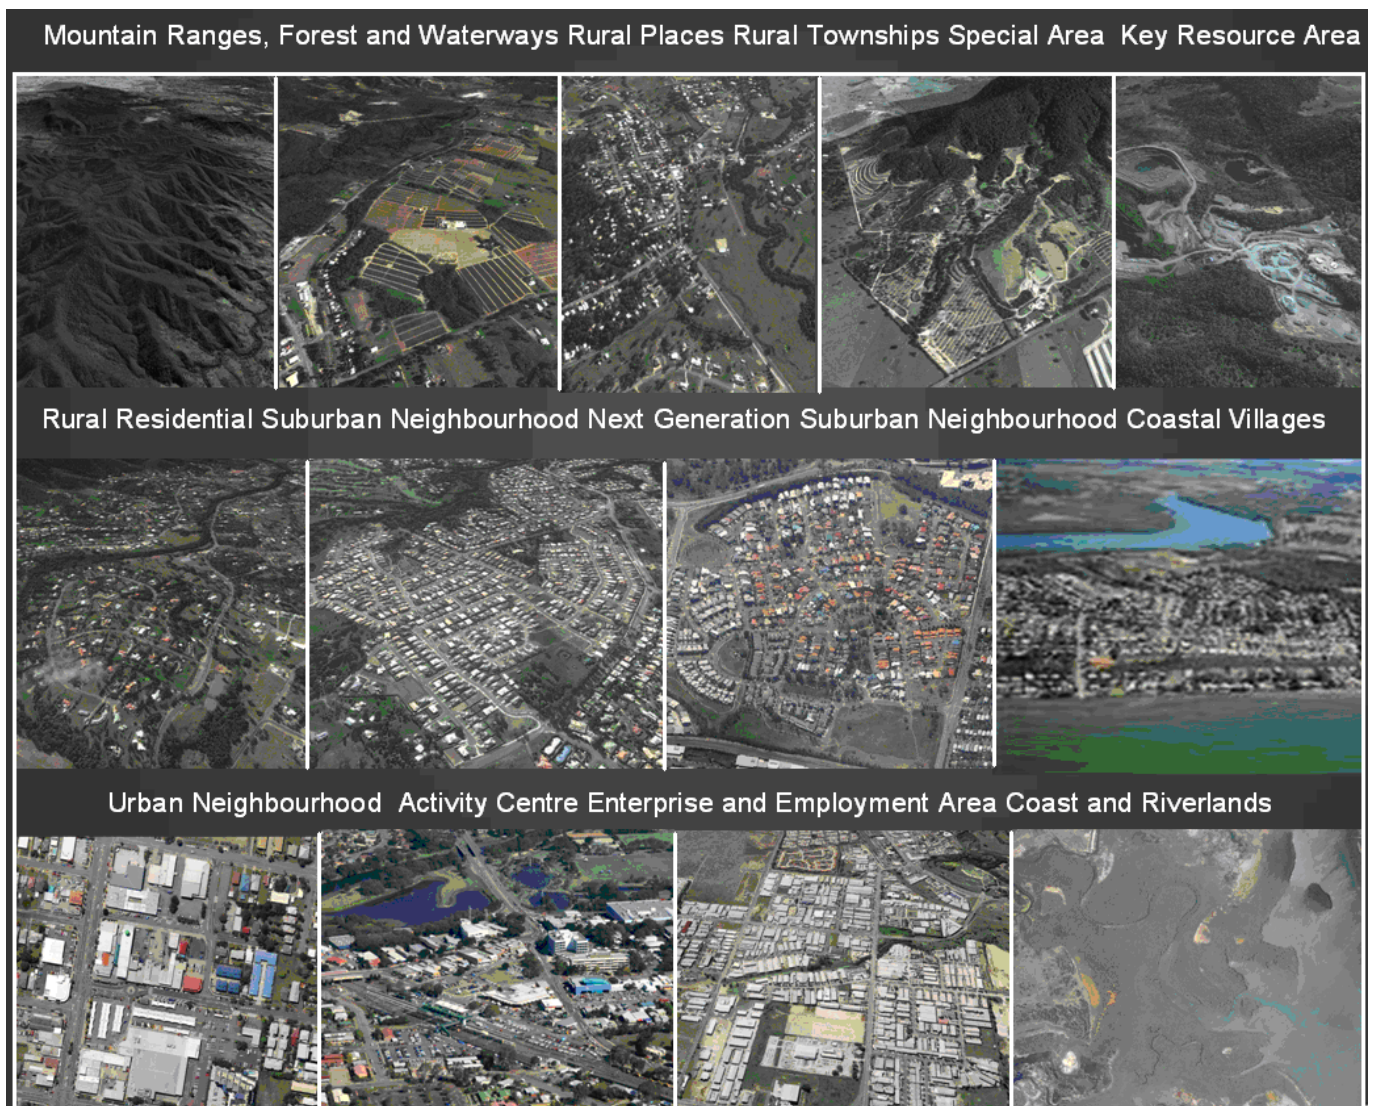 Mountain Ranges, Forest and Waterways Rural Places Rural Townships Special Area Key Resource Area
Rural Residential Suburban Neighbourhood Next Generation Suburban Neighbourhood Coastal Villages
Urban Neighbourhood Activity Centre Enterprise and Employment Area Coast and Riverlands